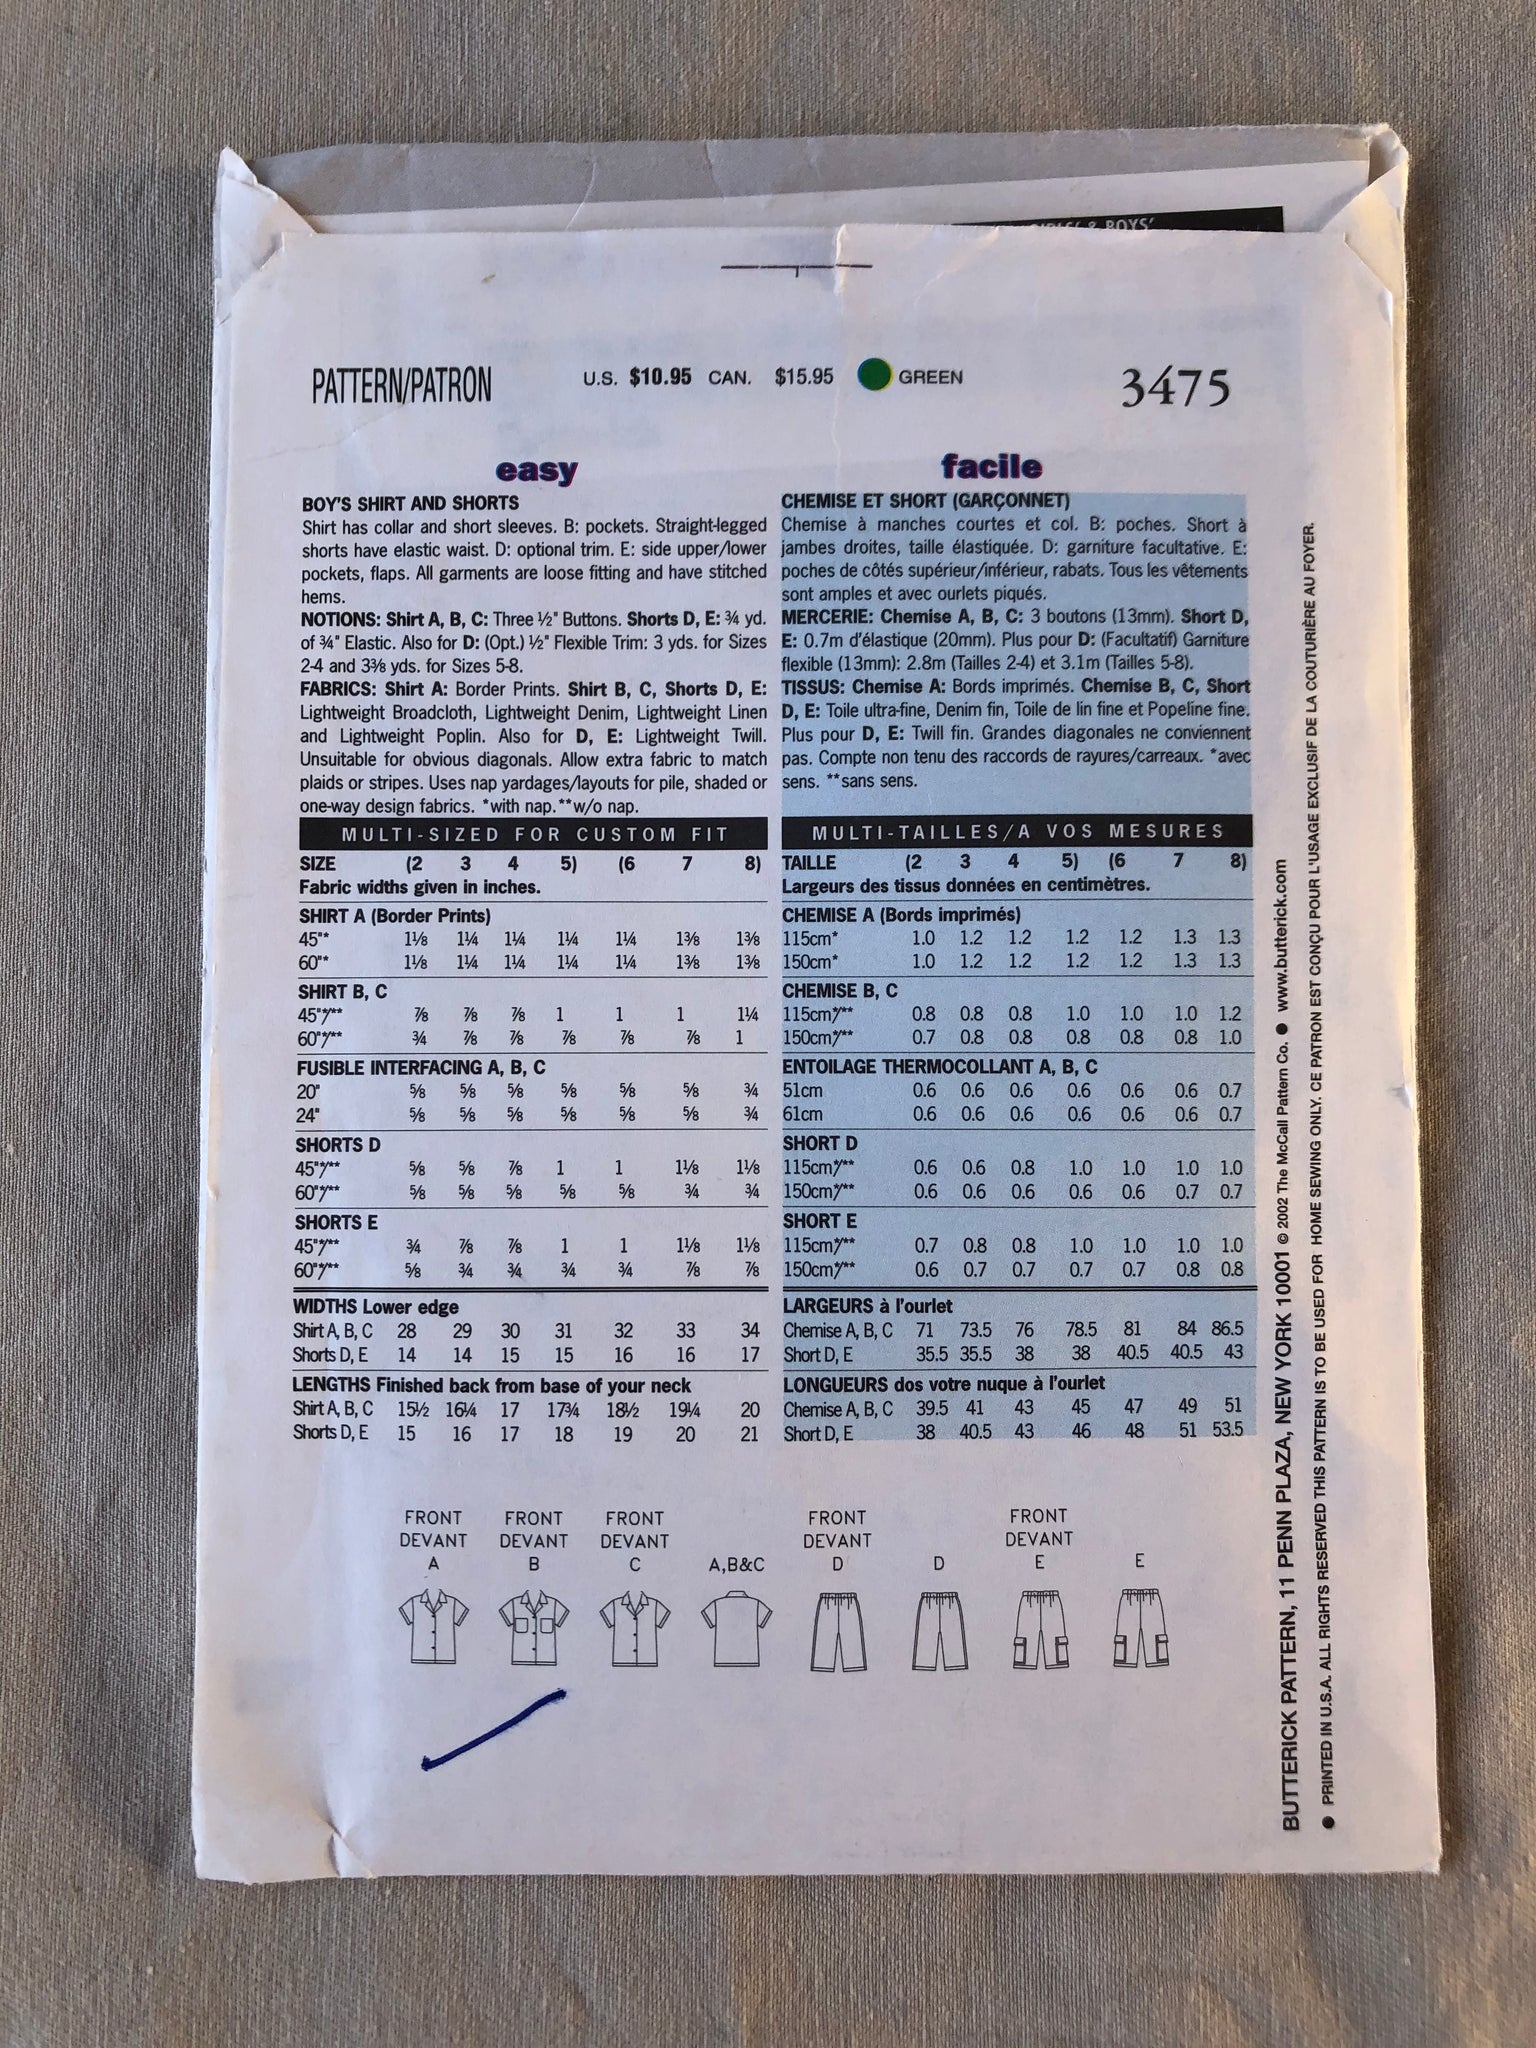 & BOYS'
PATTERN/PATRON U.S. $10.95 CAN. $15.95 GREEN 3475
easy
BOY'S SHIRT AND SHORTS
Shirt has collar and short sleeves. B: pockets. Straight-legged
shorts have elastic waist. D: optional trim. E: side upper/lower
pockets, flaps. All garments are loose fitting and have stitched
hems.
NOTIONS: Shirt A, B, C: Three ½" Buttons. Shorts D, E: ¾ yd.
of ¾" Elastic. Also for D: (Opt.) ½" Flexible Trim: 3 yds. for Sizes
2-4 and 3⅜ yds. for Sizes 5-8.
FABRICS: Shirt A: Border Prints. Shirt B, C, Shorts D, E:
Lightweight Broadcloth, Lightweight Denim, Lightweight Linen
and Lightweight Poplin. Also for D, E: Lightweight Twill.
Unsuitable for obvious diagonals. Allow extra fabric to match
plaids or stripes. Uses nap yardages/layouts for pile, shaded or
one-way design fabrics. *with nap.**w/o nap.
MULTI-SIZED FOR CUSTOM FIT
SIZE (2 3 4 5) (6 7 8)
Fabric widths given in inches.
SHIRT A (Border Prints)
45"* 1⅛ 1¼ 1¼ 1¼ 1¼ 1⅜ 1⅜
60"* 1⅛ 1¼ 1¼ 1¼ 1¼ 1⅜ 1⅜
SHIRT B, C
45"*/** ⅞ ⅞ ⅞ 1 1 1 1¼
60"*/** ¾ ⅞ ⅞ ⅞ ⅞ ⅞ 1
FUSIBLE INTERFACING A, B, C
20" ⅝ ⅝ ⅝ ⅝ ⅝ ⅝ ¾
24" ⅝ ⅝ ⅝ ⅝ ⅝ ⅝ ¾
SHORTS D
45"*/** ⅝ ⅝ ⅞ 1 1 1⅛ 1⅛
60"*/** ⅝ ⅝ ⅝ ⅝ ⅝ ¾ ¾
SHORTS E
45"*/** ¾ ⅞ ⅞ 1 1 1⅛ 1⅛
60"*/** ⅝ ¾ ¾ ¾ ¾ ⅞ ⅞
WIDTHS Lower edge
Shirt A, B, C 28 29 30 31 32 33 34
Shorts D, E 14 14 15 15 16 16 17
LENGTHS Finished back from base of your neck
Shirt A, B, C 15½ 16¼ 17 17¾ 18½ 19¼ 20
Shorts D, E 15 16 17 18 19 20 21
facile
CHEMISE ET SHORT (GARÇONNET)
Chemise à manches courtes et col. B: poches. Short à
jambes droites, taille élastiquée. D: garniture facultative. E:
poches de côtés supérieur/inférieur, rabats. Tous les vêtements
sont amples et avec ourlets piqués.
MERCERIE: Chemise A, B, C: 3 boutons (13mm). Short D,
E: 0.7m d'élastique (20mm). Plus pour D: (Facultatif) Garniture
flexible (13mm): 2.8m (Tailles 2-4) et 3.1m (Tailles 5-8).
TISSUS: Chemise A: Bords imprimés. Chemise B, C, Short
D, E: Toile ultra-fine, Denim fin, Toile de lin fine et Popeline fine.
Plus pour D, E: Twill fin. Grandes diagonales ne conviennent
pas. Compte non tenu des raccords de rayures/carreaux. *avec
sens. **sans sens.
MULTI-TAILLES/A VOS MESURES
TAILLE (2 3 4 5) (6 7 8)
Largeurs des tissus données en centimètres.
CHEMISE A (Bords imprimés)
115cm* 1.0 1.2 1.2 1.2 1.2 1.3 1.3
150cm* 1.0 1.2 1.2 1.2 1.2 1.3 1.3
CHEMISE B, C
115cm*/** 0.8 0.8 0.8 1.0 1.0 1.0 1.2
150cm*/** 0.7 0.8 0.8 0.8 0.8 0.8 1.0
ENTOILAGE THERMOCOLLANT A, B, C
51cm 0.6 0.6 0.6 0.6 0.6 0.6 0.7
61cm 0.6 0.6 0.6 0.6 0.6 0.6 0.7
SHORT D
115cm*/** 0.6 0.6 0.8 1.0 1.0 1.0 1.0
150cm*/** 0.6 0.6 0.6 0.6 0.6 0.7 0.7
SHORT E
115cm*/** 0.7 0.8 0.8 1.0 1.0 1.0 1.0
150cm*/** 0.6 0.7 0.7 0.7 0.7 0.8 0.8
LARGEURS à l'ourlet
Chemise A, B, C 71 73.5 76 78.5 81 84 86.5
Short D, E 35.5 35.5 38 38 40.5 40.5 43
LONGUEURS dos votre nuque à l'ourlet
Chemise A, B, C 39.5 41 43 45 47 49 51
Short D, E 38 40.5 43 46 48 51 53.5
FRONT FRONT FRONT FRONT FRONT
DEVANT DEVANT DEVANT DEVANT DEVANT
A B C A,B&C D D E E
BUTTERICK PATTERN, 11 PENN PLAZA, NEW YORK 10001 © 2002 The McCall Pattern Co. ● www.butterick.com
● PRINTED IN U.S.A. ALL RIGHTS RESERVED THIS PATTERN IS TO BE USED FOR HOME SEWING ONLY. CE PATRON EST CONÇU POUR L'USAGE EXCLUSIF DE LA COUTURIÈRE AU FOYER.